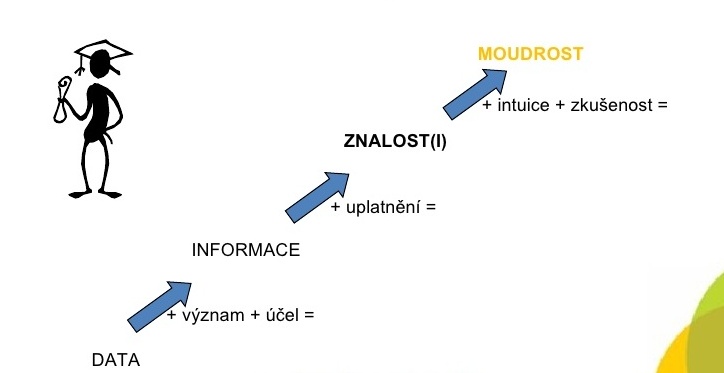 MOUDROST
+ intuice + zkušenost =
ZNALOST(I)
+ uplatnění =
INFORMACE
+ význam + účel =
DATA